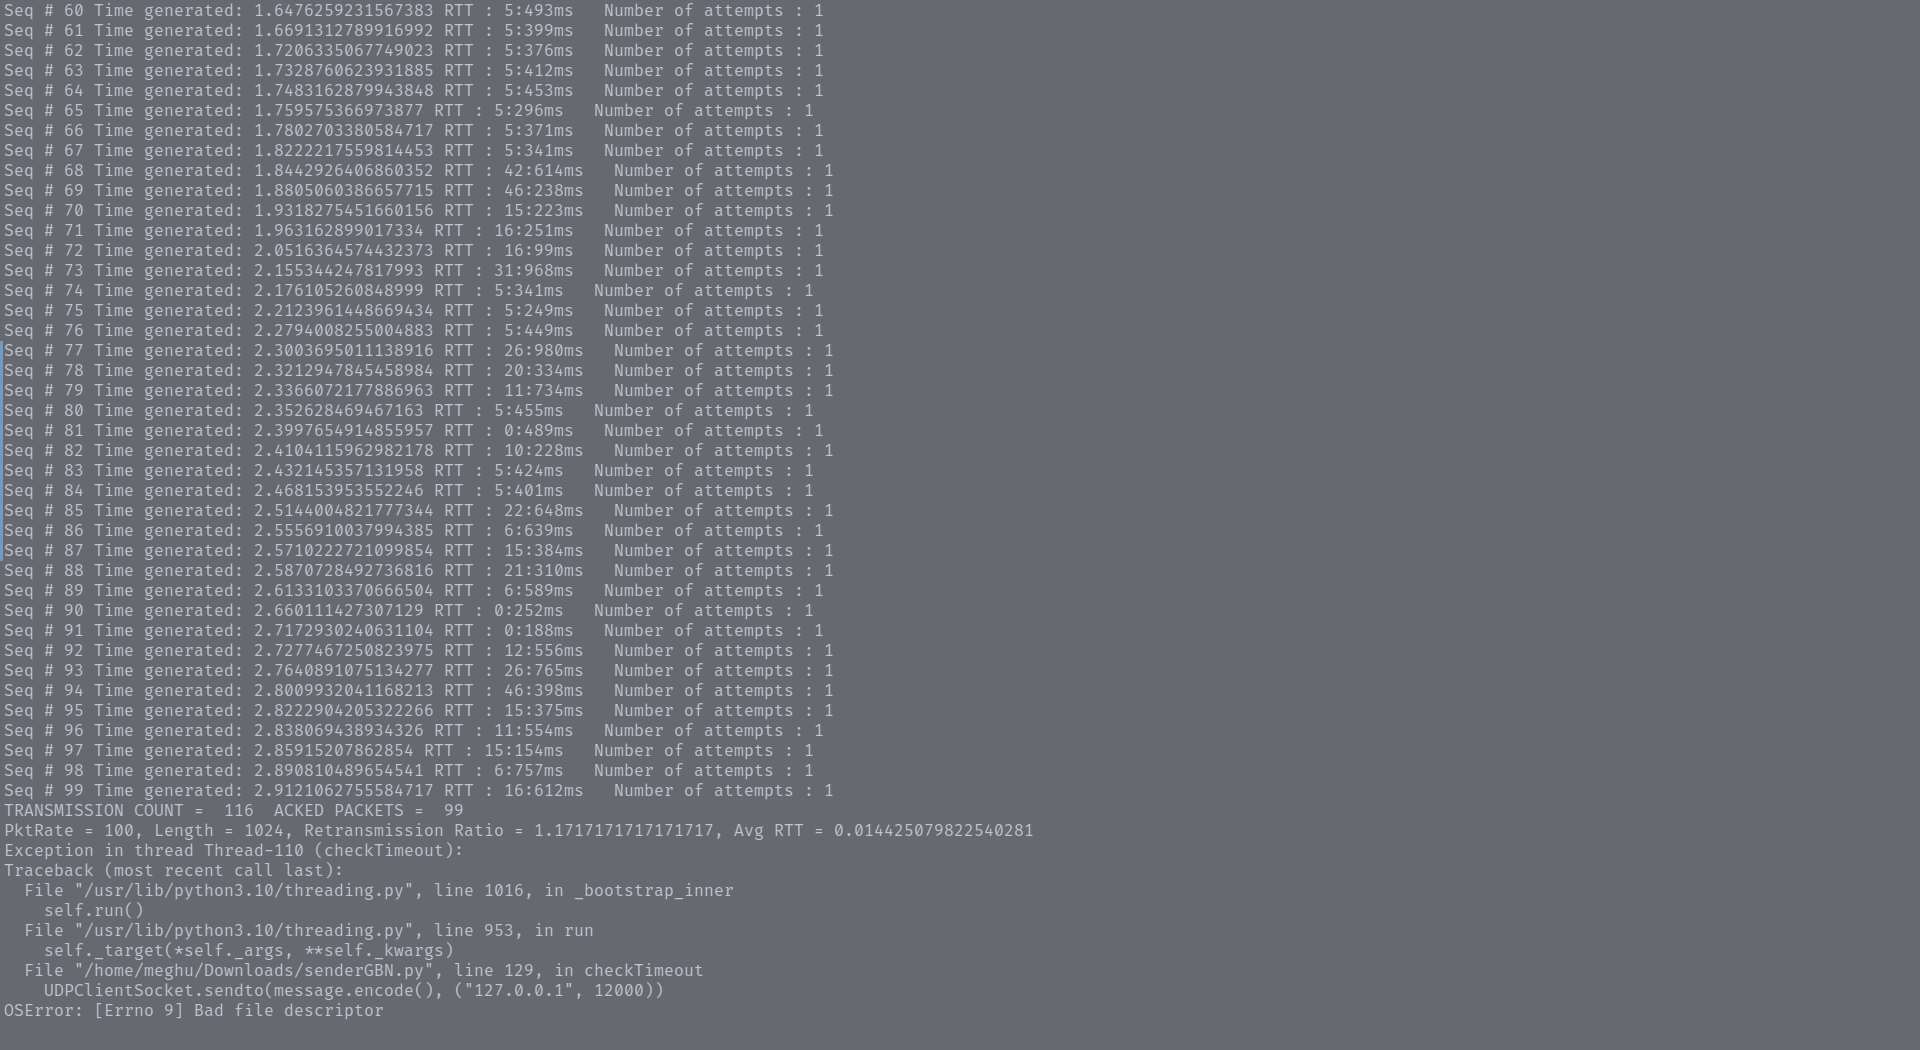 Seq # 60 Time generated: 1.6476259231567383 RTT : 5:493ms   Number of attempts : 1
Seq # 61 Time generated: 1.6691312789916992 RTT : 5:399ms   Number of attempts : 1
Seq # 62 Time generated: 1.7206335067749023 RTT : 5:376ms   Number of attempts : 1
Seq # 63 Time generated: 1.7328760623931885 RTT : 5:412ms   Number of attempts : 1
Seq # 64 Time generated: 1.7483162879943848 RTT : 5:453ms   Number of attempts : 1
Seq # 65 Time generated: 1.759575366973877 RTT : 5:296ms   Number of attempts : 1
Seq # 66 Time generated: 1.7802703380584717 RTT : 5:371ms   Number of attempts : 1
Seq # 67 Time generated: 1.8222217559814453 RTT : 5:341ms   Number of attempts : 1
Seq # 68 Time generated: 1.8442926406860352 RTT : 42:614ms   Number of attempts : 1
Seq # 69 Time generated: 1.8805060386657715 RTT : 46:238ms   Number of attempts : 1
Seq # 70 Time generated: 1.9318275451660156 RTT : 15:223ms   Number of attempts : 1
Seq # 71 Time generated: 1.963162899017334 RTT : 16:251ms   Number of attempts : 1
Seq # 72 Time generated: 2.0516364574432373 RTT : 16:99ms   Number of attempts : 1
Seq # 73 Time generated: 2.155344247817993 RTT : 31:968ms   Number of attempts : 1
Seq # 74 Time generated: 2.176105260848999 RTT : 5:341ms   Number of attempts : 1
Seq # 75 Time generated: 2.2123961448669434 RTT : 5:249ms   Number of attempts : 1
Seq # 76 Time generated: 2.2794008255004883 RTT : 5:449ms   Number of attempts : 1
Seq # 77 Time generated: 2.3003695011138916 RTT : 26:980ms   Number of attempts : 1
Seq # 78 Time generated: 2.3212947845458984 RTT : 20:334ms   Number of attempts : 1
Seq # 79 Time generated: 2.3366072177886963 RTT : 11:734ms   Number of attempts : 1
Seq # 80 Time generated: 2.352628469467163 RTT : 5:455ms   Number of attempts : 1
Seq # 81 Time generated: 2.3997654914855957 RTT : 0:489ms   Number of attempts : 1
Seq # 82 Time generated: 2.4104115962982178 RTT : 10:228ms   Number of attempts : 1
Seq # 83 Time generated: 2.432145357131958 RTT : 5:424ms   Number of attempts : 1
Seq # 84 Time generated: 2.468153953552246 RTT : 5:401ms   Number of attempts : 1
Seq # 85 Time generated: 2.5144004821777344 RTT : 22:648ms   Number of attempts : 1
Seq # 86 Time generated: 2.5556910037994385 RTT : 6:639ms   Number of attempts : 1
Seq # 87 Time generated: 2.5710222721099854 RTT : 15:384ms   Number of attempts : 1
Seq # 88 Time generated: 2.5870728492736816 RTT : 21:310ms   Number of attempts : 1
Seq # 89 Time generated: 2.6133103370666504 RTT : 6:589ms   Number of attempts : 1
Seq # 90 Time generated: 2.660111427307129 RTT : 0:252ms   Number of attempts : 1
Seq # 91 Time generated: 2.7172930240631104 RTT : 0:188ms   Number of attempts : 1
Seq # 92 Time generated: 2.7277467250823975 RTT : 12:556ms   Number of attempts : 1
Seq # 93 Time generated: 2.7640891075134277 RTT : 26:765ms   Number of attempts : 1
Seq # 94 Time generated: 2.8009932041168213 RTT : 46:398ms   Number of attempts : 1
Seq # 95 Time generated: 2.8222904205322266 RTT : 15:375ms   Number of attempts : 1
Seq # 96 Time generated: 2.838069438934326 RTT : 11:554ms   Number of attempts : 1
Seq # 97 Time generated: 2.85915207862854 RTT : 15:154ms   Number of attempts : 1
Seq # 98 Time generated: 2.890810489654541 RTT : 6:757ms   Number of attempts : 1
Seq # 99 Time generated: 2.9121062755584717 RTT : 16:612ms   Number of attempts : 1
TRANSMISSION COUNT =  116  ACKED PACKETS =  99
PktRate = 100, Length = 1024, Retransmission Ratio = 1.1717171717171717, Avg RTT = 0.014425079822540281
Exception in thread Thread-110 (checkTimeout):
Traceback (most recent call last):
  File "/usr/lib/python3.10/threading.py", line 1016, in _bootstrap_inner
    self.run()
  File "/usr/lib/python3.10/threading.py", line 953, in run
    self._target(*self._args, **self._kwargs)
  File "/home/meghu/Downloads/senderGBN.py", line 129, in checkTimeout
    UDPClientSocket.sendto(message.encode(), ("127.0.0.1", 12000))
OSError: [Errno 9] Bad file descriptor